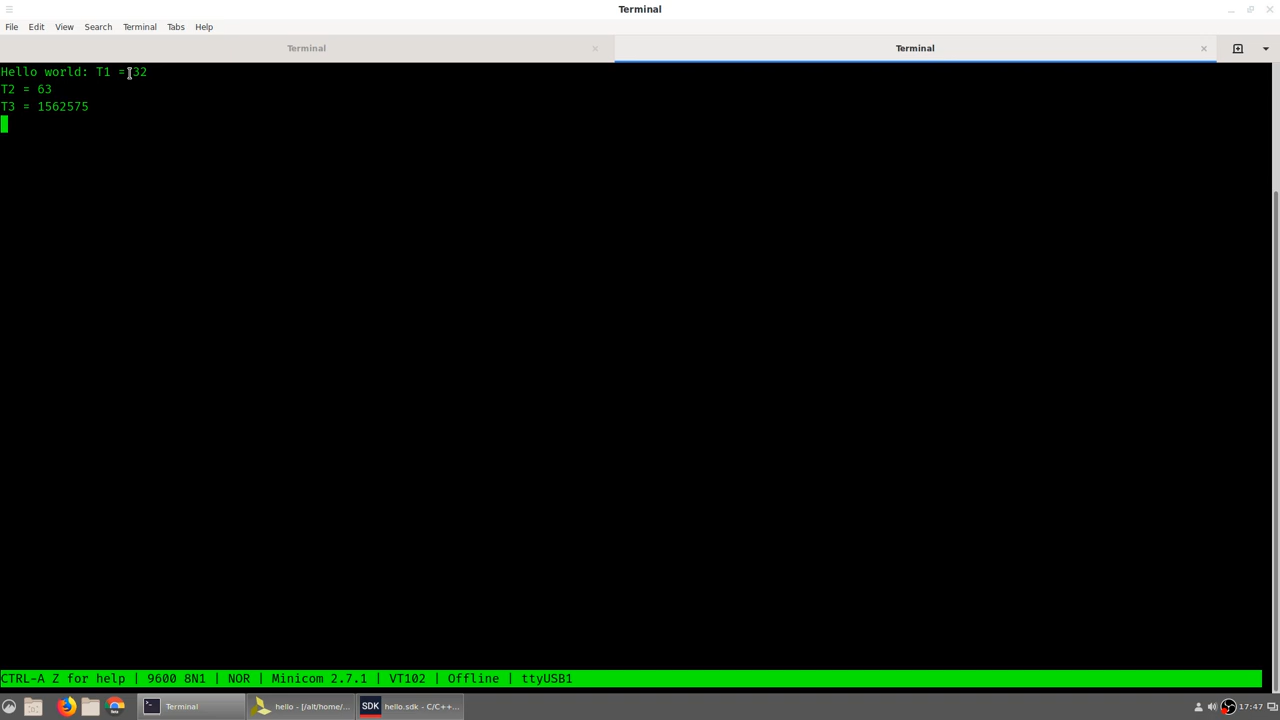 Terminal
File Edit View Search Terminal Tabs Help
Terminal Terminal
Hello world: T1 = 32
T2 = 63
T3 = 1562575
CTRL-A Z for help | 9600 8N1 | NOR | Minicom 2.7.1 | VT102 | Offline | ttyUSB1
Terminal hello - [/alt/home/... SDK hello.sdk - C/C++... 17:47